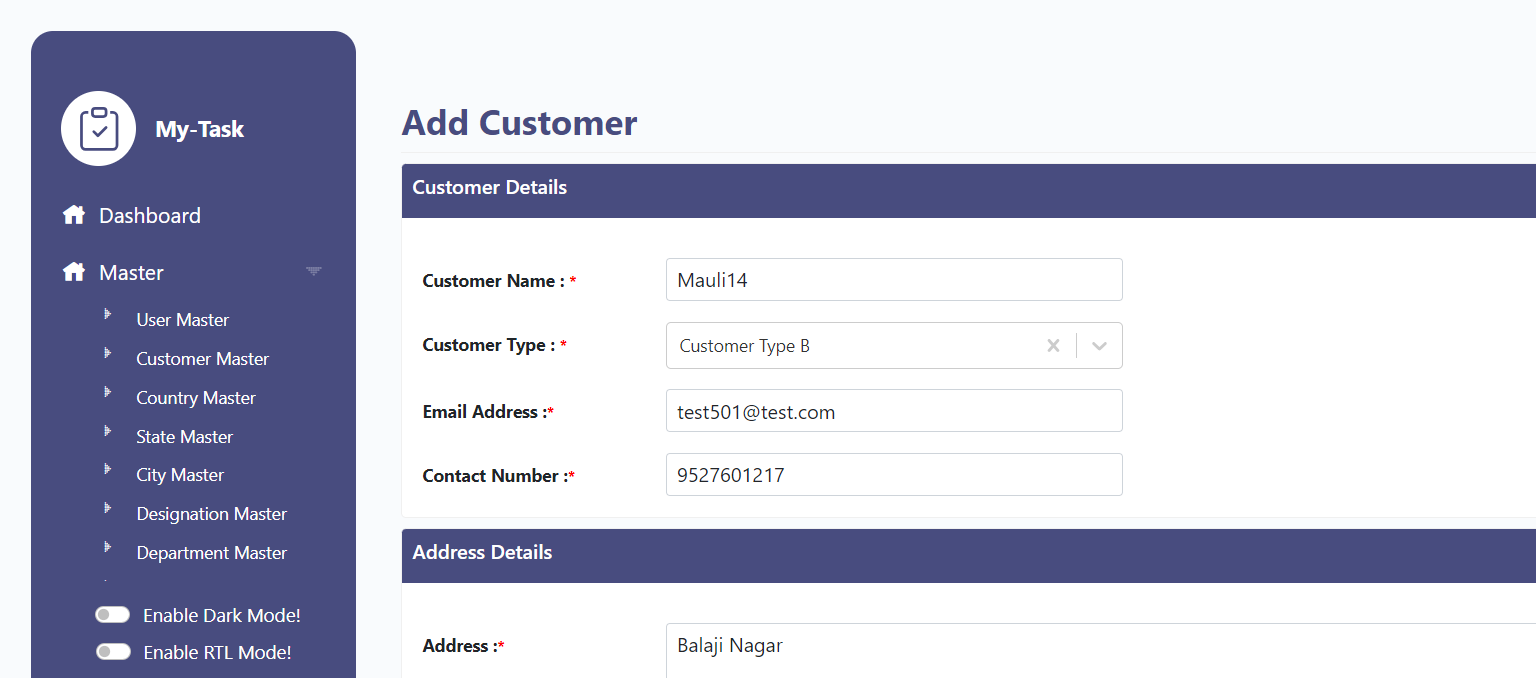 My-Task
Dashboard
Master
User Master
Customer Master
Country Master
State Master
City Master
Designation Master
Department Master
Enable Dark Mode!
Enable RTL Mode!
Add Customer
Customer Details
Customer Name : * Mauli14
Customer Type : * Customer Type B
Email Address :* test501@test.com
Contact Number :* 9527601217
Address Details
Address :* Balaji Nagar